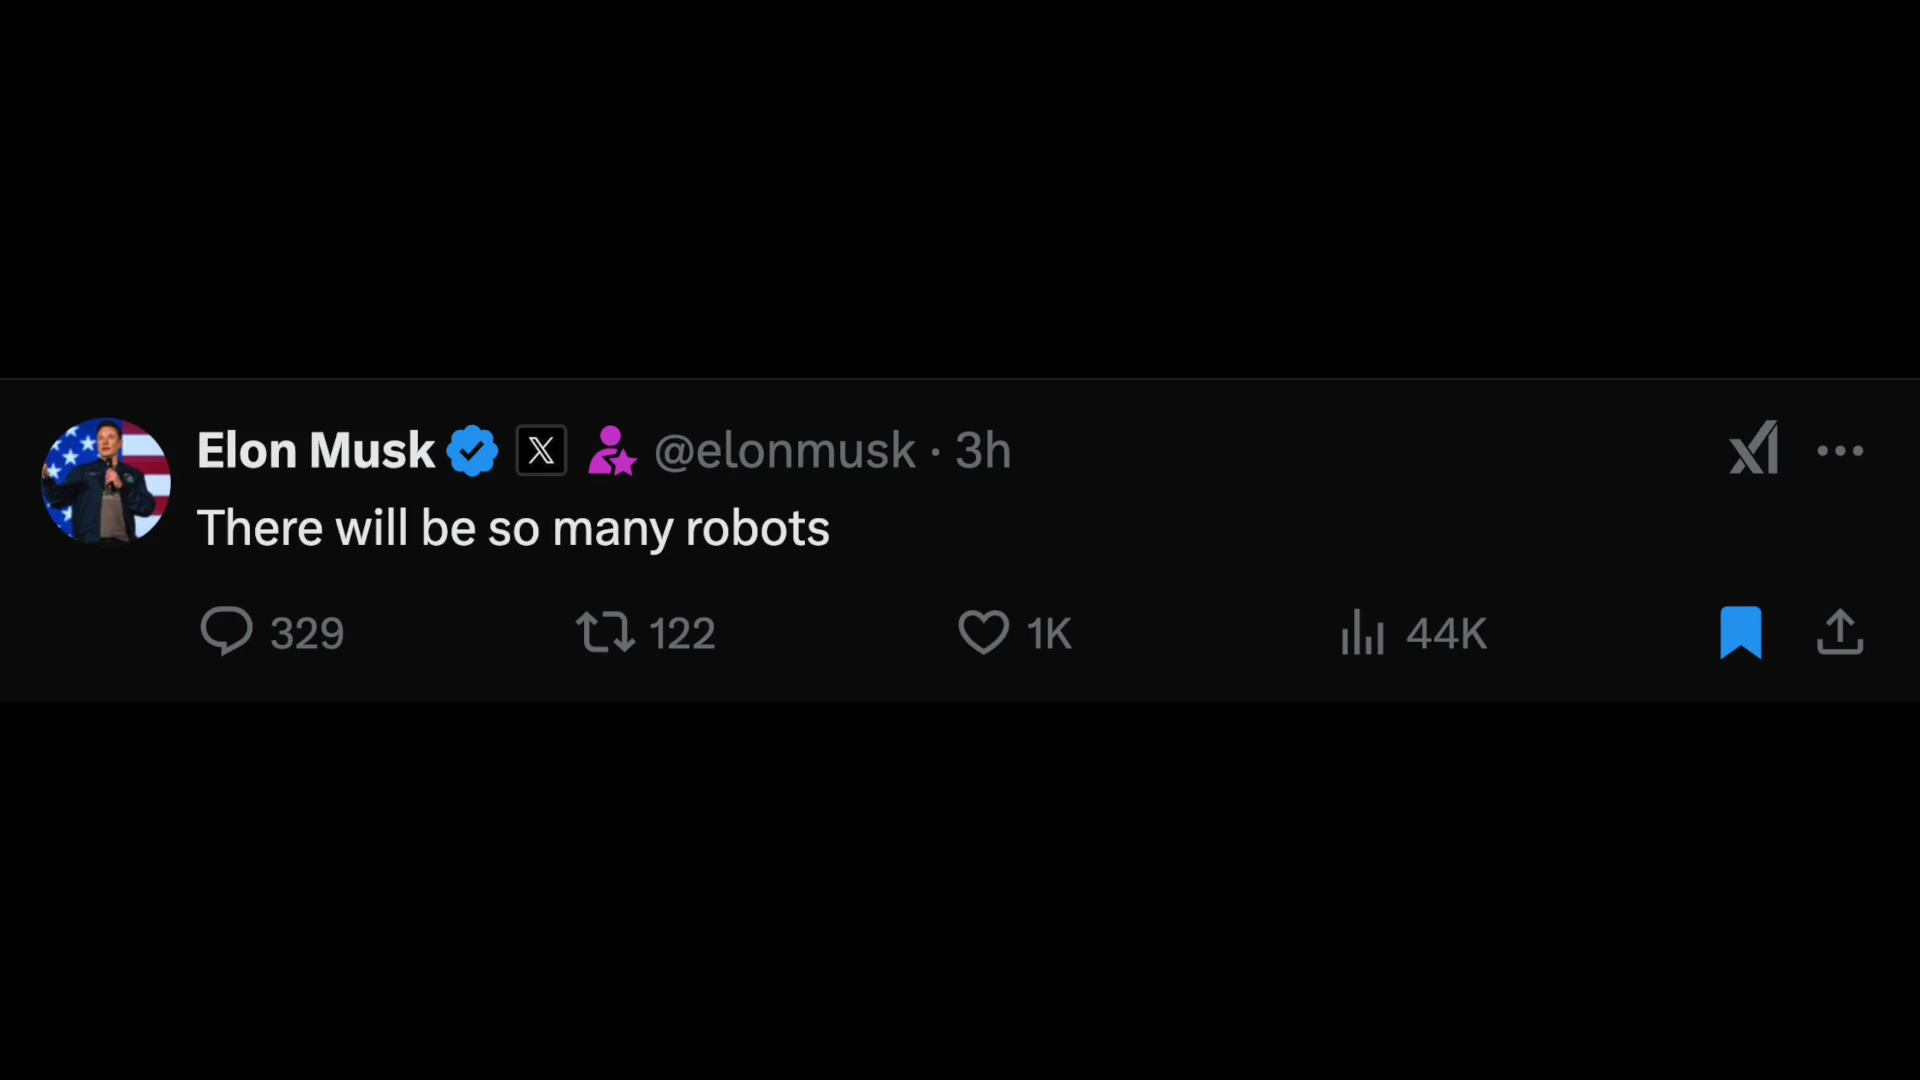 Elon Musk X @elonmusk · 3h
There will be so many robots
329 122 1K 44K